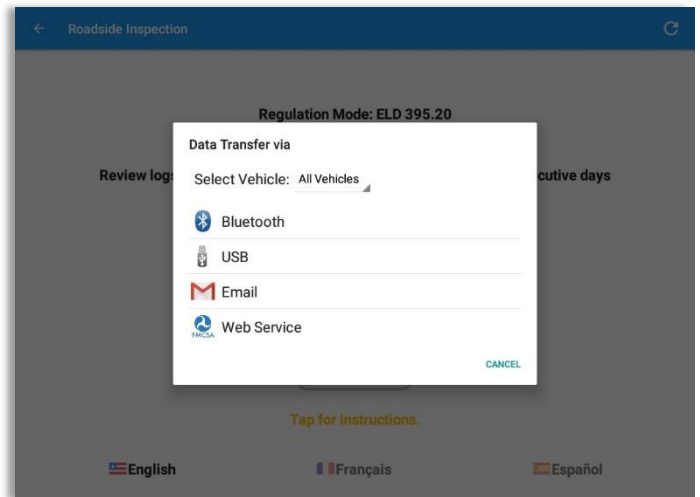 Roadside Inspection
Regulation Mode: ELD 395.20
Data Transfer via
Review log
cutive days
Select Vehicle: All Vehicles
Bluetooth
USB
Email
FMCSA
Web Service
CANCEL
Tap for instructions.
English Français Español